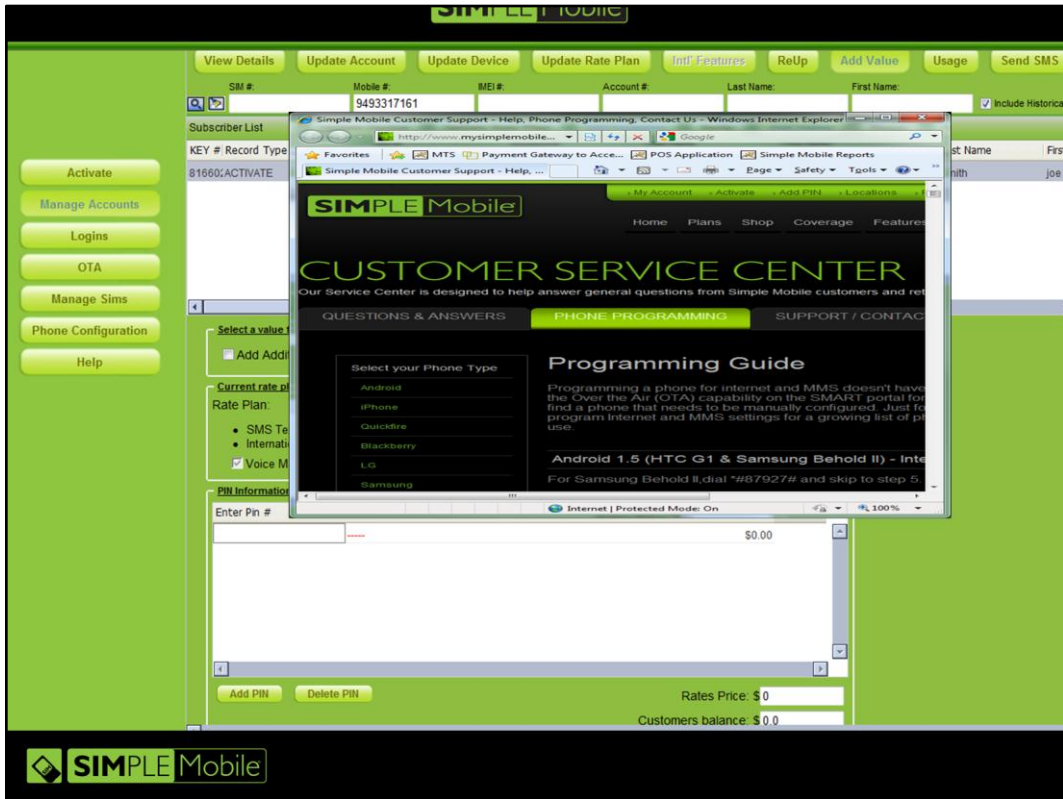 SIMPLE Mobile
View Details Update Account Update Device Update Rate Plan Intl' Features ReUp Add Value Usage Send SMS
SIM #: Mobile #: IMEI #: Account #: Last Name: First Name:
9493317161 Include Historica
Subscriber List
KEY # Record Type st Name Firs
81660: ACTIVATE nith joe
Activate
Manage Accounts
Logins
OTA
Manage Sims
Phone Configuration
Help
Simple Mobile Customer Support - Help, Phone Programming, Contact Us - Windows Internet Explorer
http://www.mysimplemobile... Google
Favorites MTS Payment Gateway to Acce... POS Application Simple Mobile Reports
Simple Mobile Customer Support - Help, ... Page Safety Tools
My Account Activate Add PIN Locations
SIMPLE Mobile
Home Plans Shop Coverage Features
CUSTOMER SERVICE CENTER
Our Service Center is designed to help answer general questions from Simple Mobile customers and ret
QUESTIONS & ANSWERS PHONE PROGRAMMING SUPPORT / CONTAC
Select your Phone Type
Android
iPhone
Quickfire
Blackberry
LG
Samsung
Programming Guide
Programming a phone for internet and MMS doesn't have
the Over the Air (OTA) capability on the SMART portal for
find a phone that needs to be manually configured. Just fo
program Internet and MMS settings for a growing list of ph
use.
Android 1.5 (HTC G1 & Samsung Behold II) - Inte
For Samsung Behold II,dial *#87927# and skip to step 5.
Internet | Protected Mode: On 100%
Select a value t
Add Addi
Current rate pl
Rate Plan:
SMS Te
Internati
Voice M
PIN Information
Enter Pin #
----- $0.00
Add PIN Delete PIN
Rates Price: $ 0
Customers balance: $ 0.0
SIMPLE Mobile